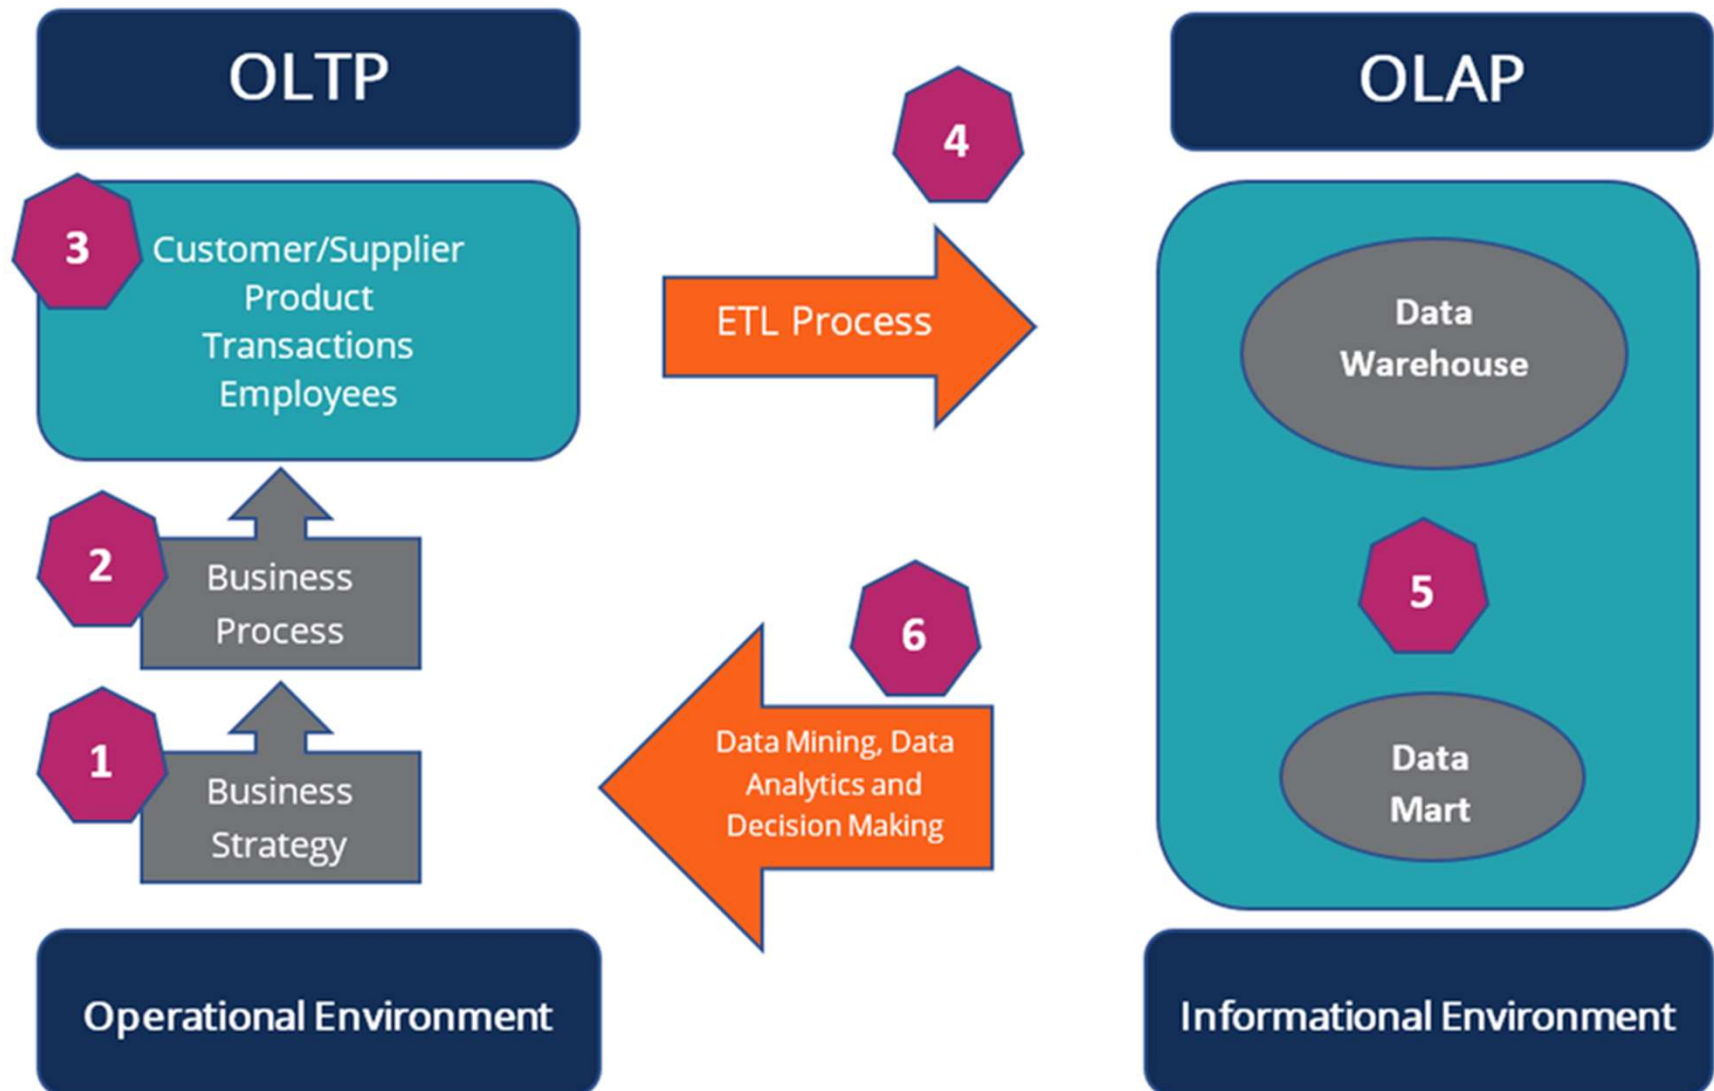 OLTP
OLAP
4
3
Customer/Supplier
Product
Transactions
Employees
ETL Process
Data
Warehouse
2
Business
Process
5
6
1
Business
Strategy
Data Mining, Data
Analytics and
Decision Making
Data
Mart
Operational Environment
Informational Environment